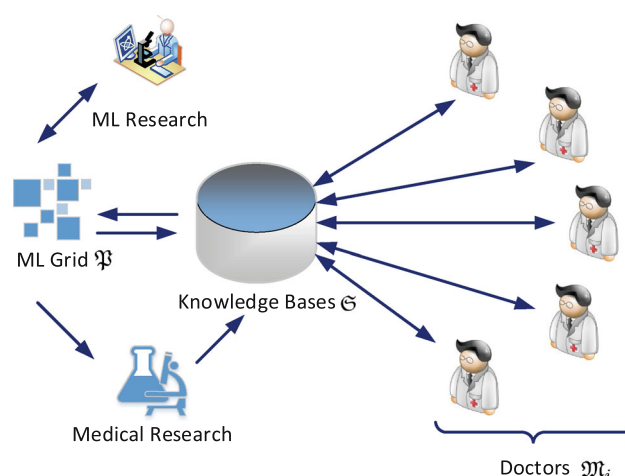 ML Research
ML Grid 𝔓
Knowledge Bases 𝔖
Medical Research
Doctors 𝔐ᵢ